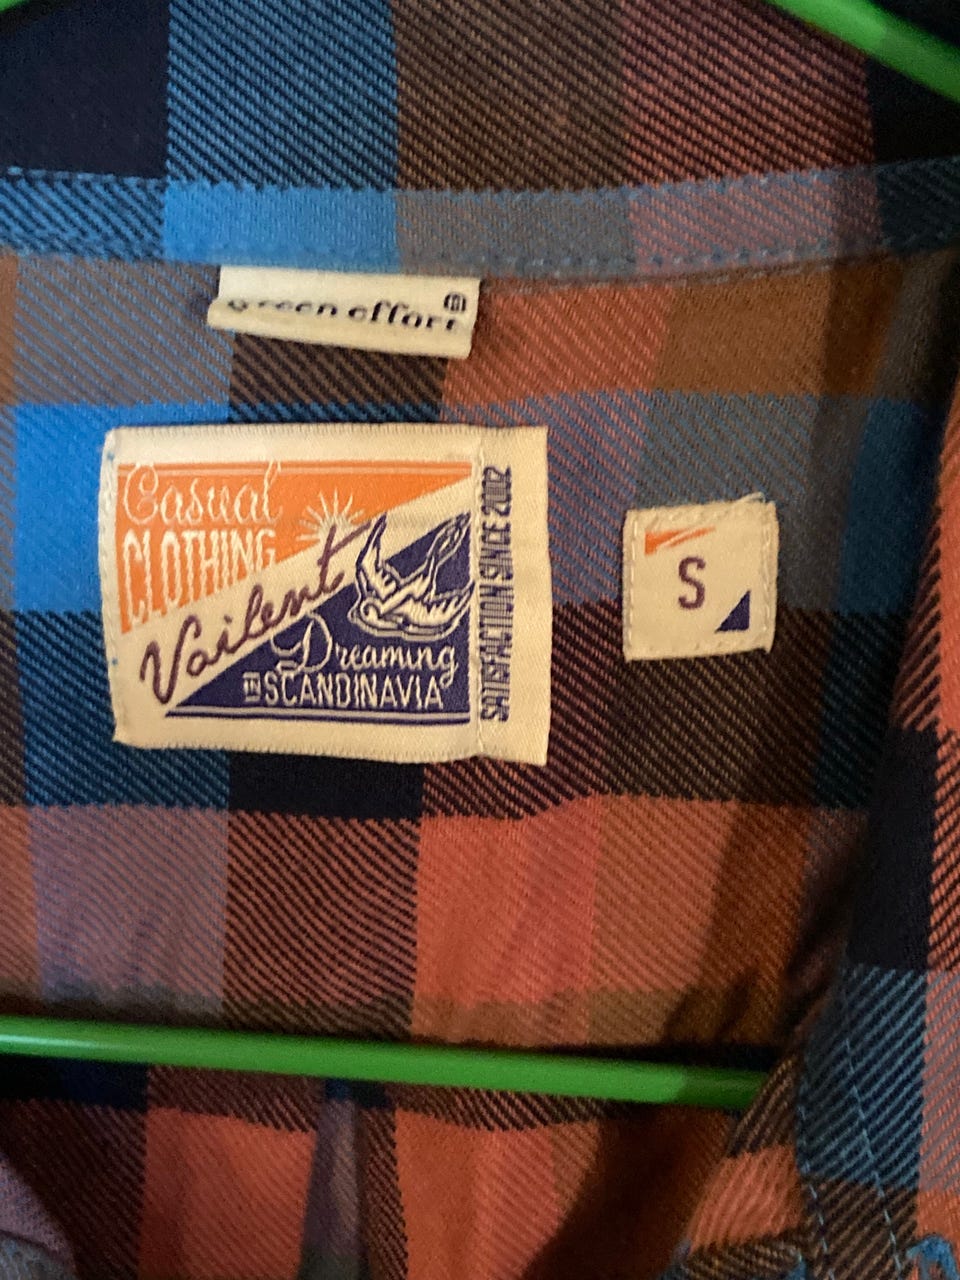 green effort
Casual
CLOTHING
Vailent
Dreaming
IN SCANDINAVIA
SATISFACTION SINCE 2002
S